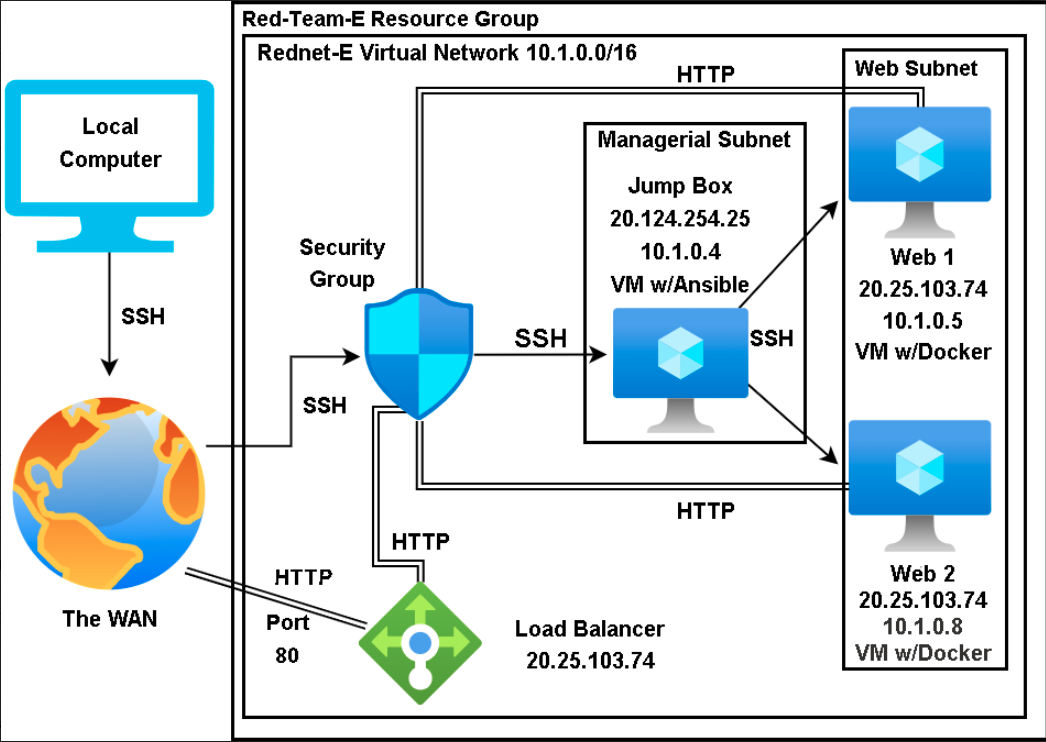 Red-Team-E Resource Group
Rednet-E Virtual Network 10.1.0.0/16
HTTP
Web Subnet
Local
Computer
Managerial Subnet
Jump Box
20.124.254.25
10.1.0.4
VM w/Ansible
Security
Group
Web 1
20.25.103.74
10.1.0.5
VM w/Docker
SSH
SSH
SSH
SSH
HTTP
HTTP
HTTP
Port
80
The WAN
Load Balancer
20.25.103.74
Web 2
20.25.103.74
10.1.0.8
VM w/Docker